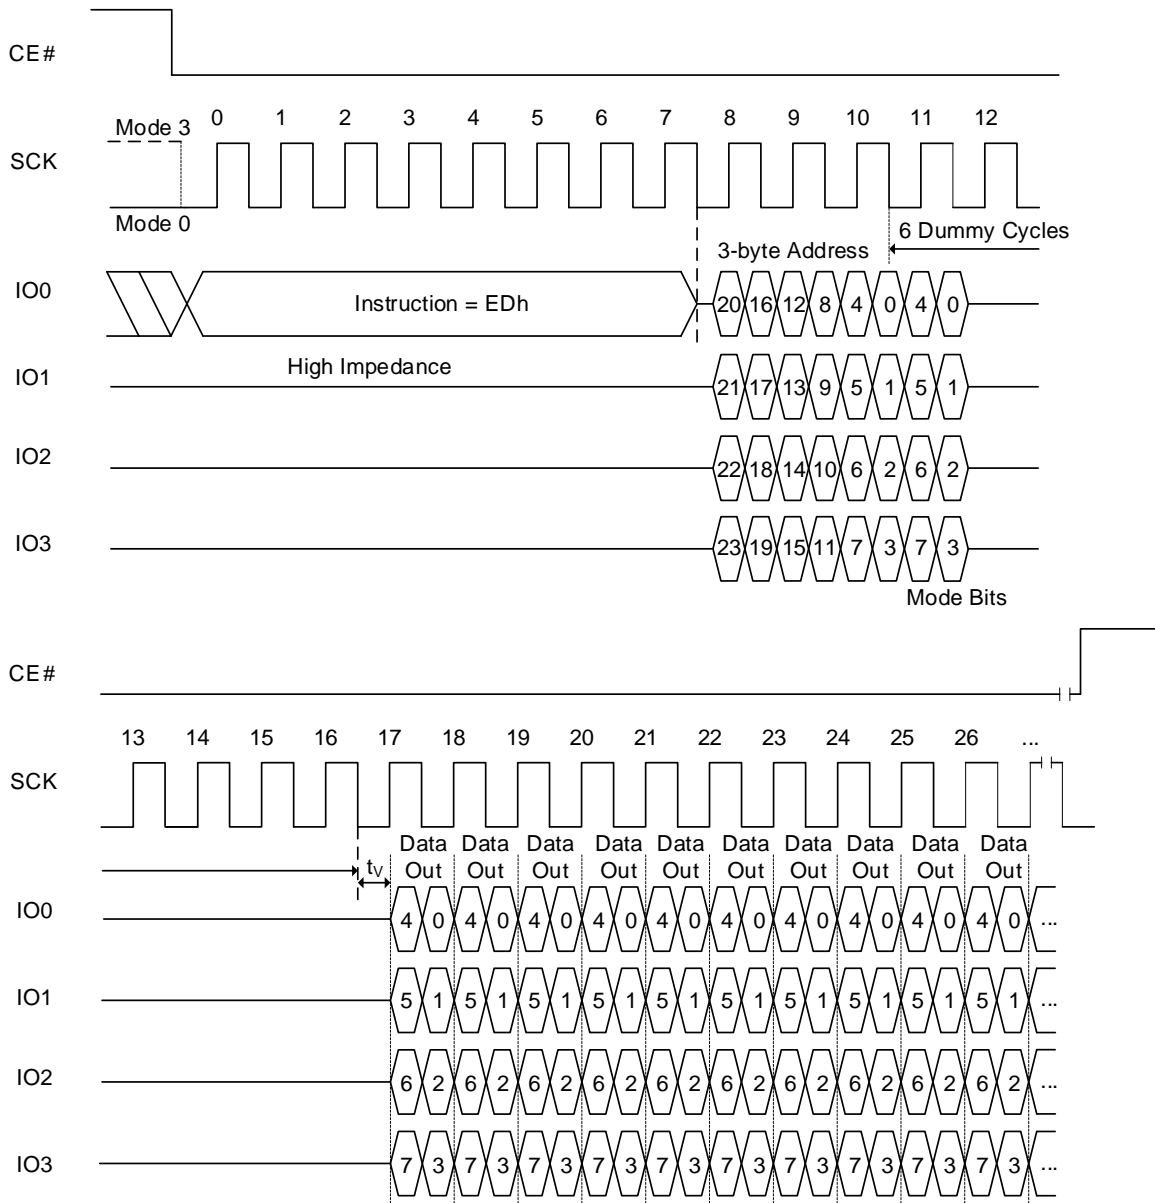 CE#
0 1 2 3 4 5 6 7 8 9 10 11 12
Mode 3
SCK
Mode 0
6 Dummy Cycles
3-byte Address
IO0
Instruction = EDh
20 16 12 8 4 0 4 0
High Impedance
IO1
21 17 13 9 5 1 5 1
IO2
22 18 14 10 6 2 6 2
IO3
23 19 15 11 7 3 7 3
Mode Bits
CE#
13 14 15 16 17 18 19 20 21 22 23 24 25 26 ...
SCK
Data Data Data Data Data Data Data Data Data Data
tV Out Out Out Out Out Out Out Out Out Out
IO0
4 0 4 0 4 0 4 0 4 0 4 0 4 0 4 0 4 0 4 0 ...
IO1
5 1 5 1 5 1 5 1 5 1 5 1 5 1 5 1 5 1 5 1 ...
IO2
6 2 6 2 6 2 6 2 6 2 6 2 6 2 6 2 6 2 6 2 ...
IO3
7 3 7 3 7 3 7 3 7 3 7 3 7 3 7 3 7 3 7 3 ...